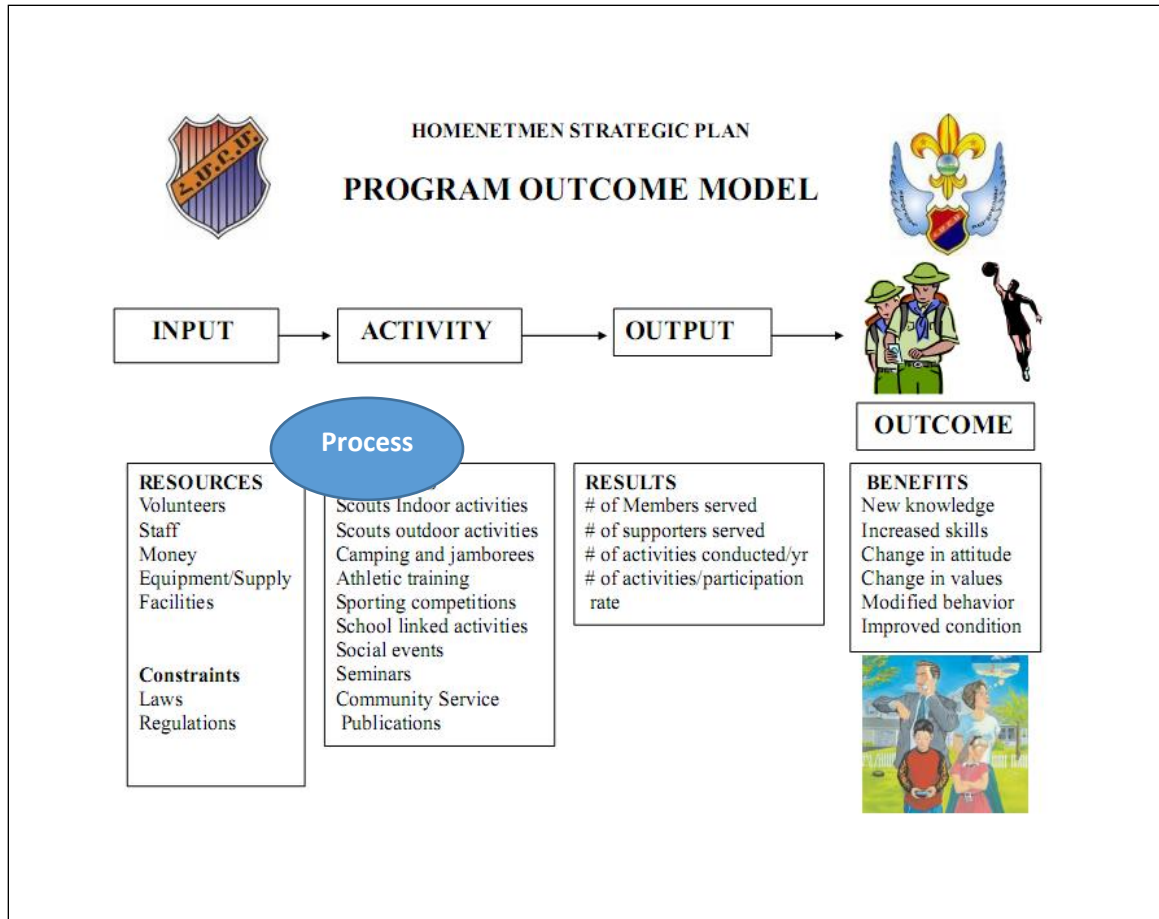 HOMENETMEN STRATEGIC PLAN
PROGRAM OUTCOME MODEL
Հ.Մ.Ը.Մ.
INPUT
ACTIVITY
OUTPUT
OUTCOME
Process
RESOURCES
Volunteers
Staff
Money
Equipment/Supply
Facilities
Constraints
Laws
Regulations
Scouts Indoor activities
Scouts outdoor activities
Camping and jamborees
Athletic training
Sporting competitions
School linked activities
Social events
Seminars
Community Service
Publications
RESULTS
# of Members served
# of supporters served
# of activities conducted/yr
# of activities/participation
rate
BENEFITS
New knowledge
Increased skills
Change in attitude
Change in values
Modified behavior
Improved condition